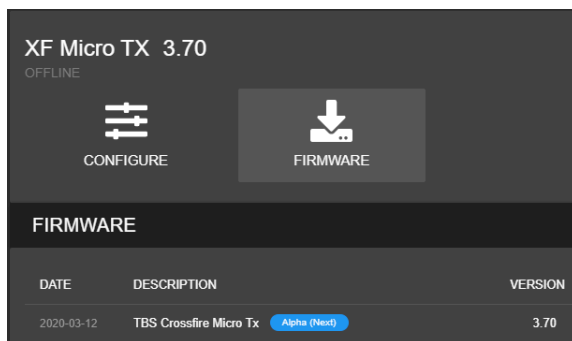 XF Micro TX 3.70
OFFLINE
CONFIGURE FIRMWARE
FIRMWARE
DATE DESCRIPTION VERSION
2020-03-12 TBS Crossfire Micro Tx Alpha (Next) 3.70